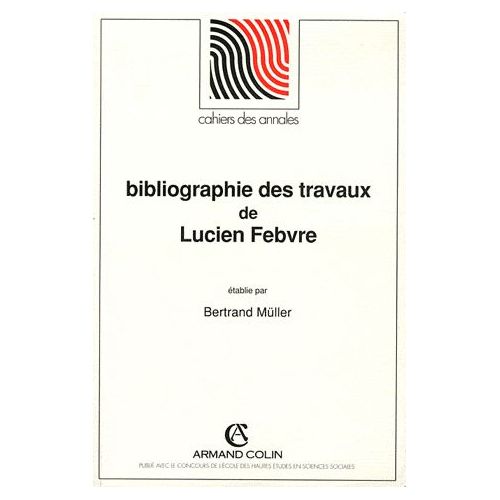 cahiers des annales
bibliographie des travaux
de
Lucien Febvre
établie par
Bertrand Müller
AC
ARMAND COLIN
PUBLIÉ AVEC LE CONCOURS DE L'ÉCOLE DES HAUTES ÉTUDES EN SCIENCES SOCIALES